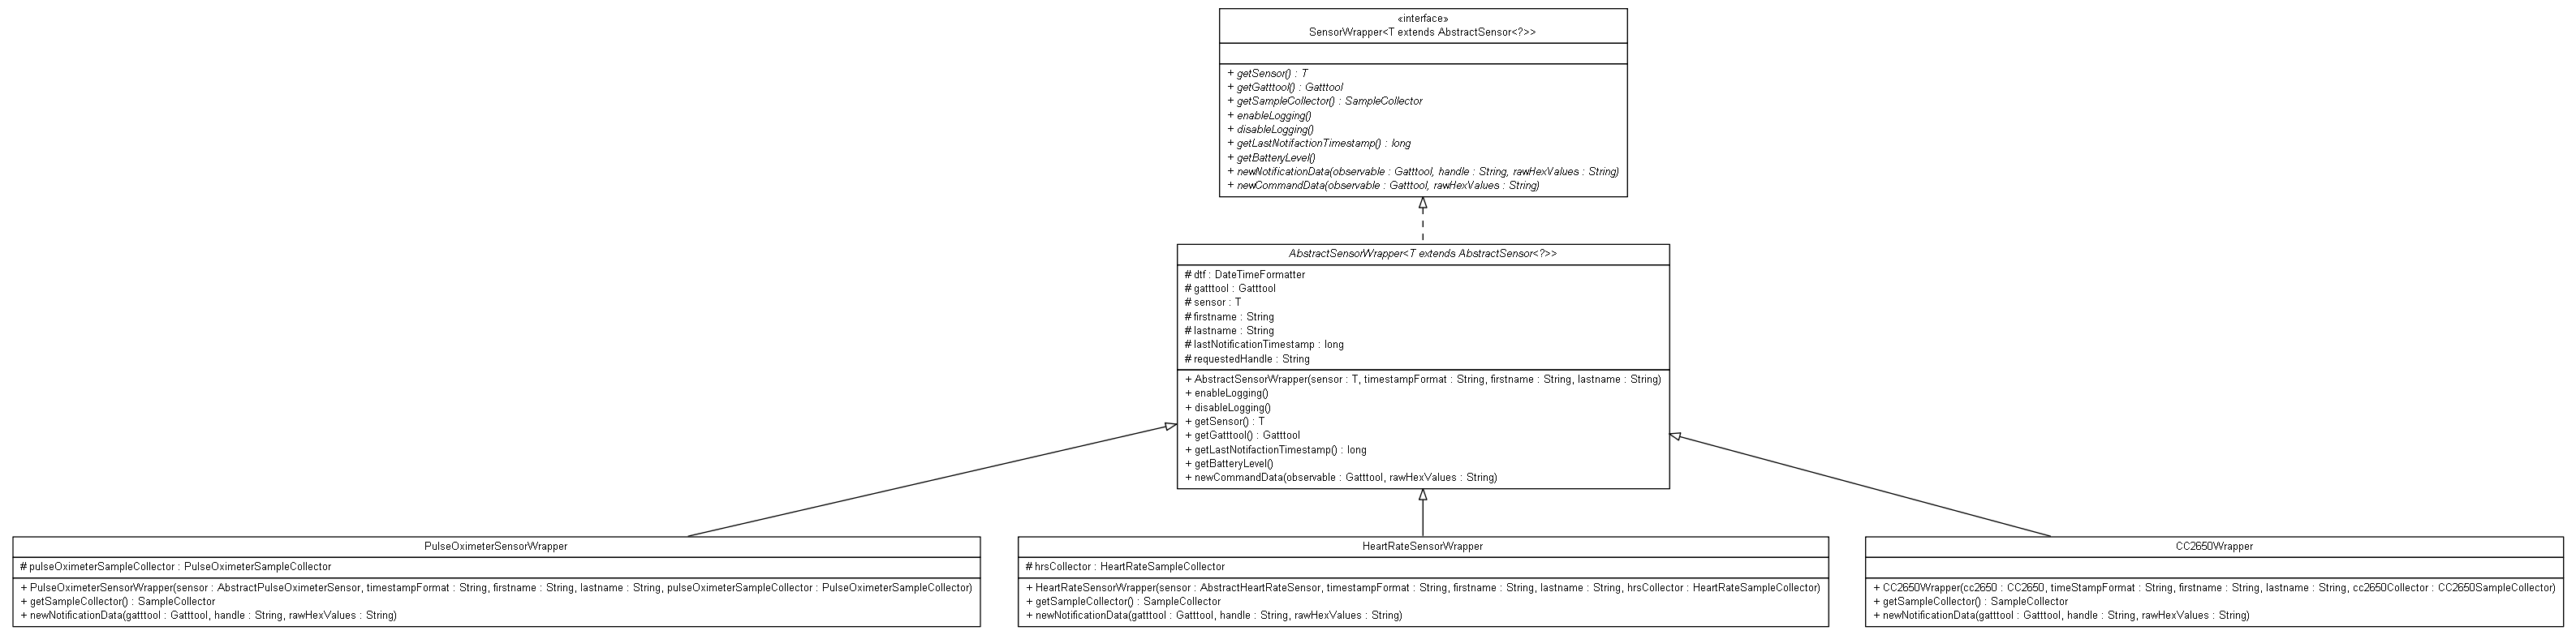 «interface»
SensorWrapper<T extends AbstractSensor<?>>
+ getSensor() : T
+ getGatttool() : Gatttool
+ getSampleCollector() : SampleCollector
+ enableLogging()
+ disableLogging()
+ getLastNotifactionTimestamp() : long
+ getBatteryLevel()
+ newNotificationData(observable : Gatttool, handle : String, rawHexValues : String)
+ newCommandData(observable : Gatttool, rawHexValues : String)
AbstractSensorWrapper<T extends AbstractSensor<?>>
# dtf : DateTimeFormatter
# gatttool : Gatttool
# sensor : T
# firstname : String
# lastname : String
# lastNotificationTimestamp : long
# requestedHandle : String
+ AbstractSensorWrapper(sensor : T, timestampFormat : String, firstname : String, lastname : String)
+ enableLogging()
+ disableLogging()
+ getSensor() : T
+ getGatttool() : Gatttool
+ getLastNotifactionTimestamp() : long
+ getBatteryLevel()
+ newCommandData(observable : Gatttool, rawHexValues : String)
PulseOximeterSensorWrapper
# pulseOximeterSampleCollector : PulseOximeterSampleCollector
+ PulseOximeterSensorWrapper(sensor : AbstractPulseOximeterSensor, timestampFormat : String, firstname : String, lastname : String, pulseOximeterSampleCollector : PulseOximeterSampleCollector)
+ getSampleCollector() : SampleCollector
+ newNotificationData(gatttool : Gatttool, handle : String, rawHexValues : String)
HeartRateSensorWrapper
# hrsCollector : HeartRateSampleCollector
+ HeartRateSensorWrapper(sensor : AbstractHeartRateSensor, timestampFormat : String, firstname : String, lastname : String, hrsCollector : HeartRateSampleCollector)
+ getSampleCollector() : SampleCollector
+ newNotificationData(gatttool : Gatttool, handle : String, rawHexValues : String)
CC2650Wrapper
+ CC2650Wrapper(cc2650 : CC2650, timeStampFormat : String, firstname : String, lastname : String, cc2650Collector : CC2650SampleCollector)
+ getSampleCollector() : SampleCollector
+ newNotificationData(gatttool : Gatttool, handle : String, rawHexValues : String)